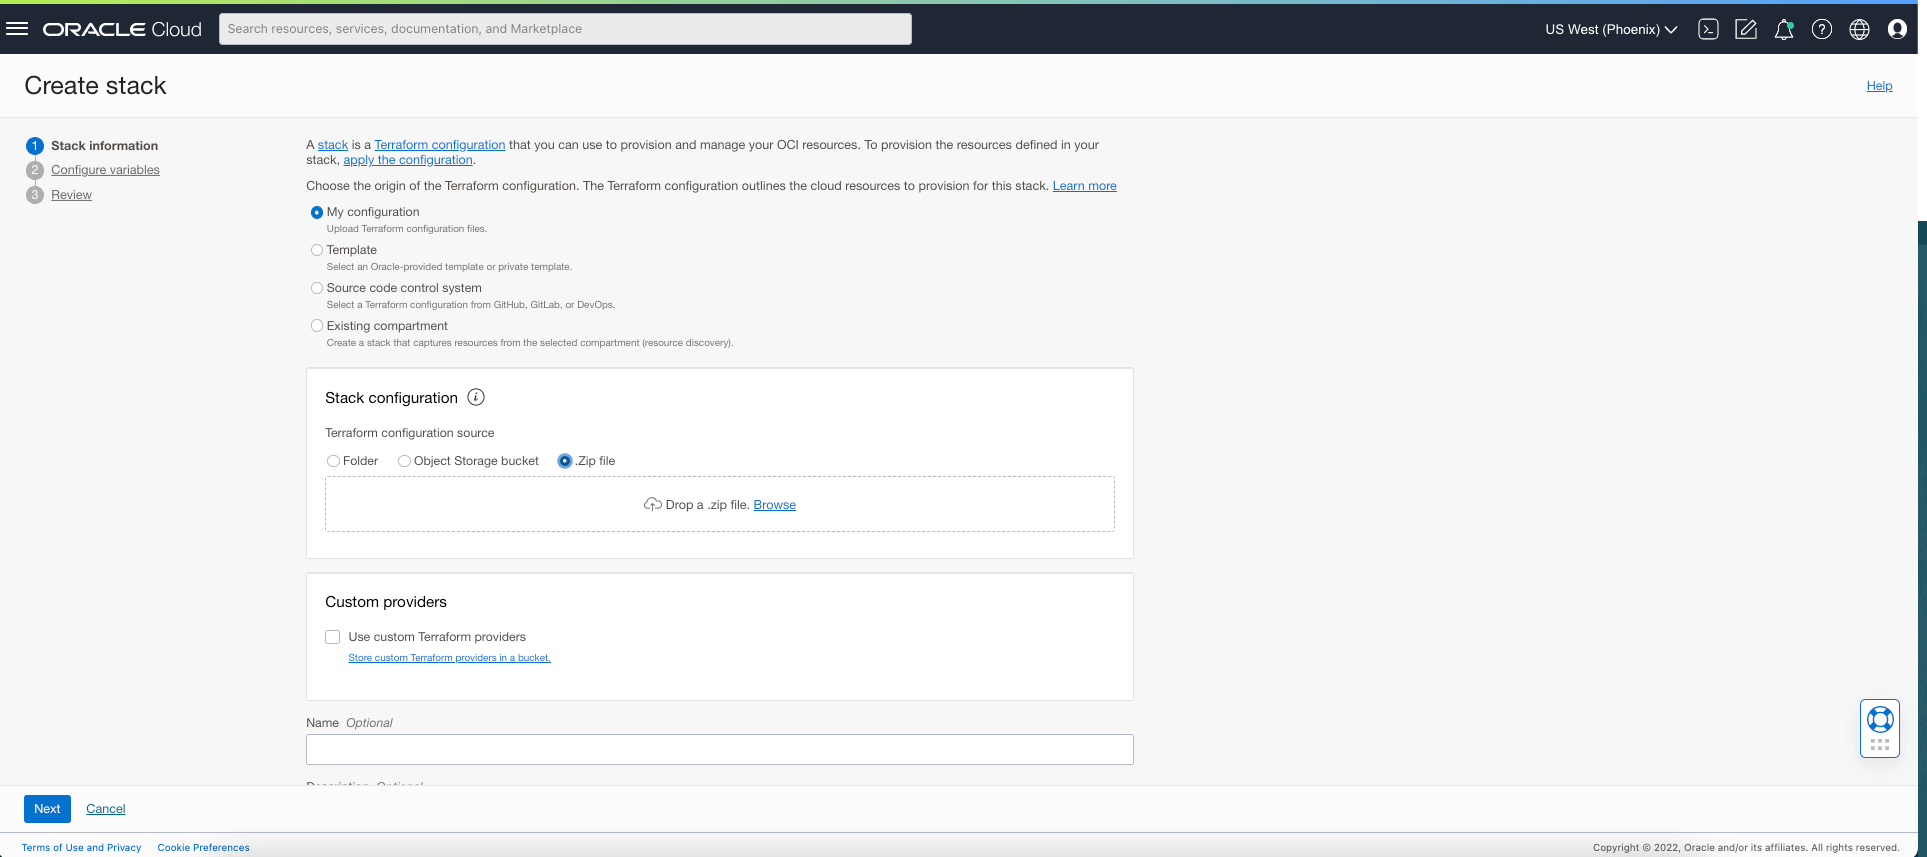 ORACLE Cloud
Search resources, services, documentation, and Marketplace
US West (Phoenix)
Create stack
Help
1 Stack information
2 Configure variables
3 Review
A stack is a Terraform configuration that you can use to provision and manage your OCI resources. To provision the resources defined in your
stack, apply the configuration.
Choose the origin of the Terraform configuration. The Terraform configuration outlines the cloud resources to provision for this stack. Learn more
My configuration
Upload Terraform configuration files.
Template
Select an Oracle-provided template or private template.
Source code control system
Select a Terraform configuration from GitHub, GitLab, or DevOps.
Existing compartment
Create a stack that captures resources from the selected compartment (resource discovery).
Stack configuration
Terraform configuration source
Folder Object Storage bucket .Zip file
Drop a .zip file. Browse
Custom providers
Use custom Terraform providers
Store custom Terraform providers in a bucket.
Name Optional
Description Optional
Next Cancel
Terms of Use and Privacy Cookie Preferences
Copyright © 2022, Oracle and/or its affiliates. All rights reserved.